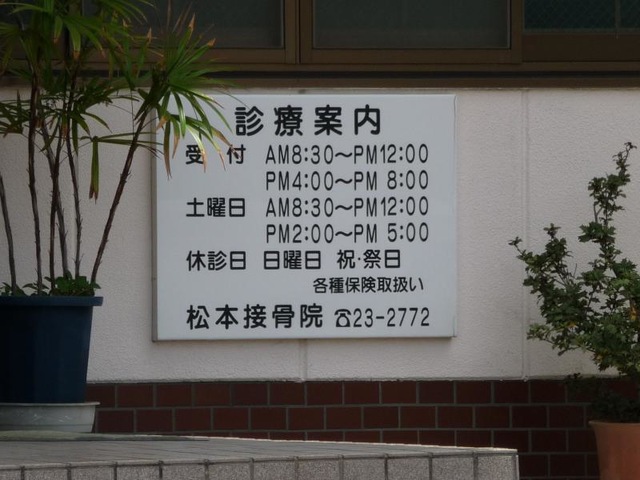 診療案内
受付 AM8:30～PM12:00
PM4:00～PM 8:00
土曜日 AM8:30～PM12:00
PM2:00～PM 5:00
休診日 日曜日 祝・祭日
各種保険取扱い
松本接骨院 ☎23-2772